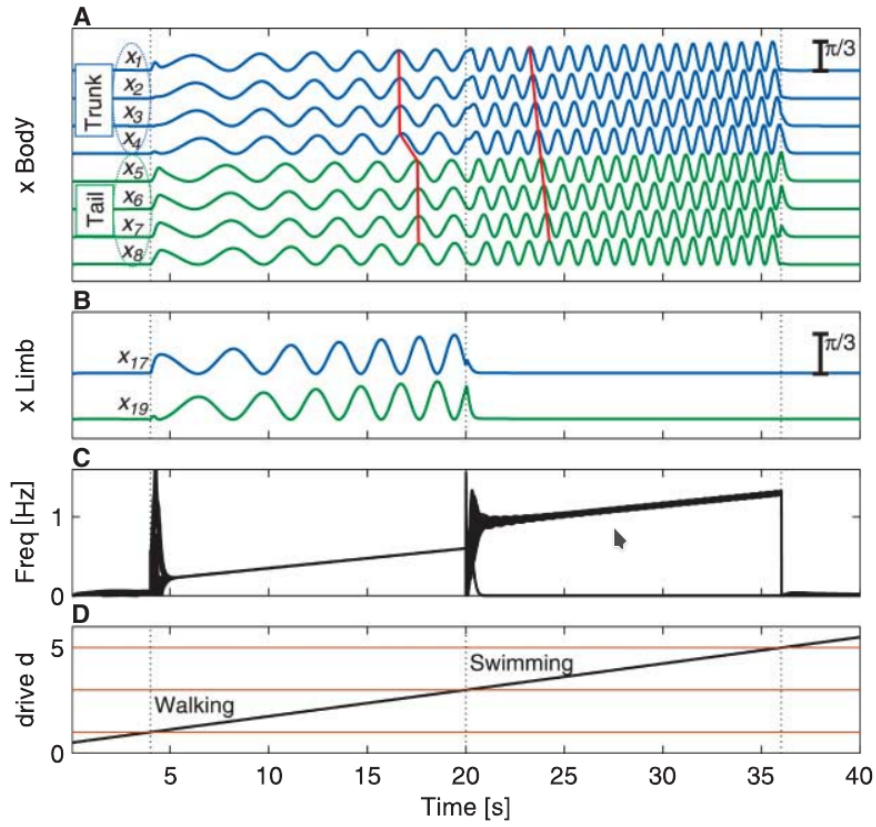 A
x Body
Trunk
Tail
x1
x2
x3
x4
x5
x6
x7
x8
π/3
B
x Limb
x17
x19
π/3
C
Freq [Hz]
1
0
D
drive d
5
0
Walking
Swimming
5 10 15 20 25 30 35 40
Time [s]